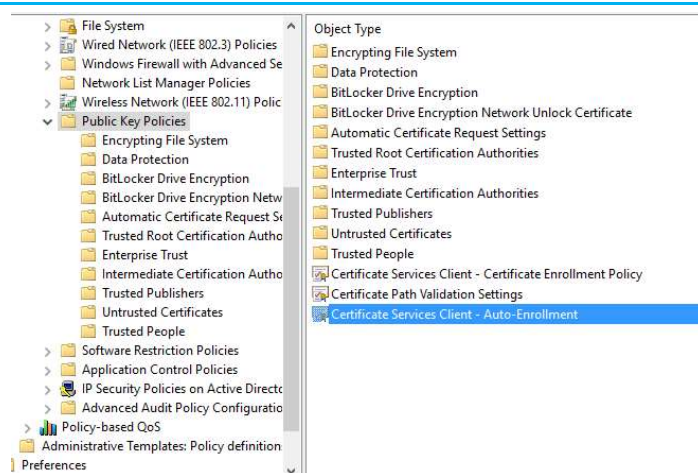 File System
Wired Network (IEEE 802.3) Policies
Windows Firewall with Advanced Se
Network List Manager Policies
Wireless Network (IEEE 802.11) Polic
Public Key Policies
Encrypting File System
Data Protection
BitLocker Drive Encryption
BitLocker Drive Encryption Netw
Automatic Certificate Request Se
Trusted Root Certification Autho
Enterprise Trust
Intermediate Certification Autho
Trusted Publishers
Untrusted Certificates
Trusted People
Software Restriction Policies
Application Control Policies
IP Security Policies on Active Directo
Advanced Audit Policy Configuratio
Policy-based QoS
Administrative Templates: Policy definition
Preferences
Object Type
Encrypting File System
Data Protection
BitLocker Drive Encryption
BitLocker Drive Encryption Network Unlock Certificate
Automatic Certificate Request Settings
Trusted Root Certification Authorities
Enterprise Trust
Intermediate Certification Authorities
Trusted Publishers
Untrusted Certificates
Trusted People
Certificate Services Client - Certificate Enrollment Policy
Certificate Path Validation Settings
Certificate Services Client - Auto-Enrollment